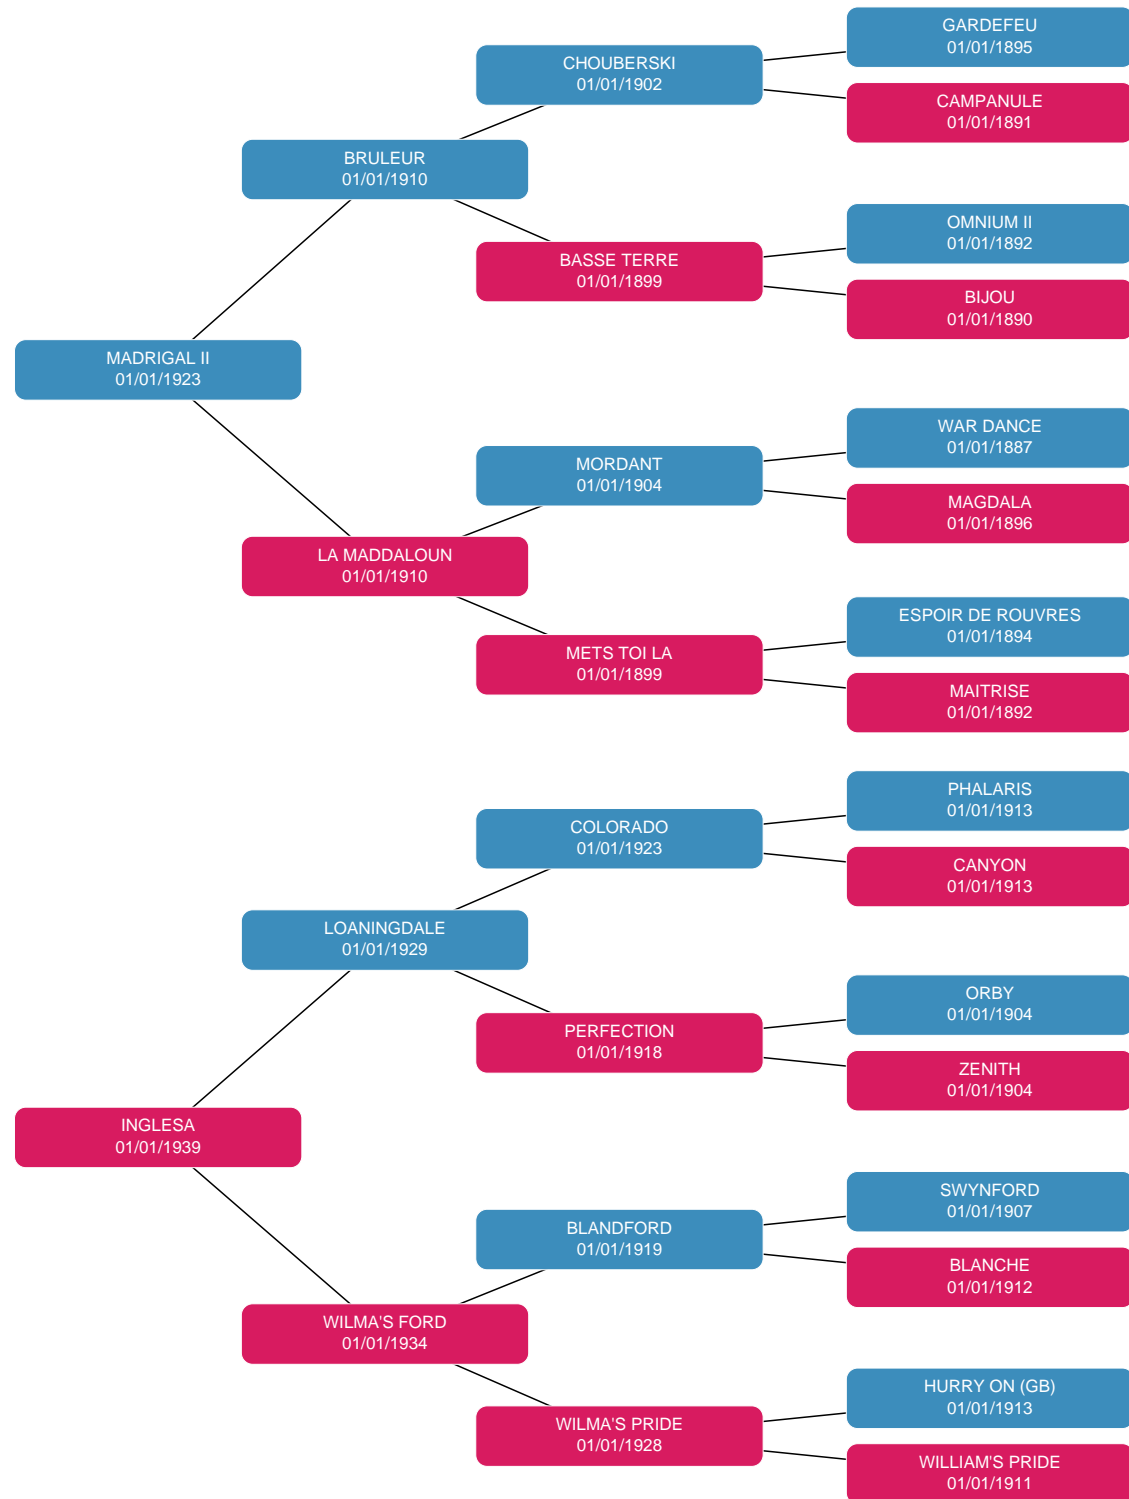 GARDEFEU
01/01/1895
CHOUBERSKI
01/01/1902
CAMPANULE
01/01/1891
BRULEUR
01/01/1910
OMNIUM II
01/01/1892
BASSE TERRE
01/01/1899
BIJOU
01/01/1890
MADRIGAL II
01/01/1923
WAR DANCE
01/01/1887
MORDANT
01/01/1904
MAGDALA
01/01/1896
LA MADDALOUN
01/01/1910
ESPOIR DE ROUVRES
01/01/1894
METS TOI LA
01/01/1899
MAITRISE
01/01/1892
PHALARIS
01/01/1913
COLORADO
01/01/1923
CANYON
01/01/1913
LOANINGDALE
01/01/1929
ORBY
01/01/1904
PERFECTION
01/01/1918
ZENITH
01/01/1904
INGLESA
01/01/1939
SWYNFORD
01/01/1907
BLANDFORD
01/01/1919
BLANCHE
01/01/1912
WILMA'S FORD
01/01/1934
HURRY ON (GB)
01/01/1913
WILMA'S PRIDE
01/01/1928
WILLIAM'S PRIDE
01/01/1911